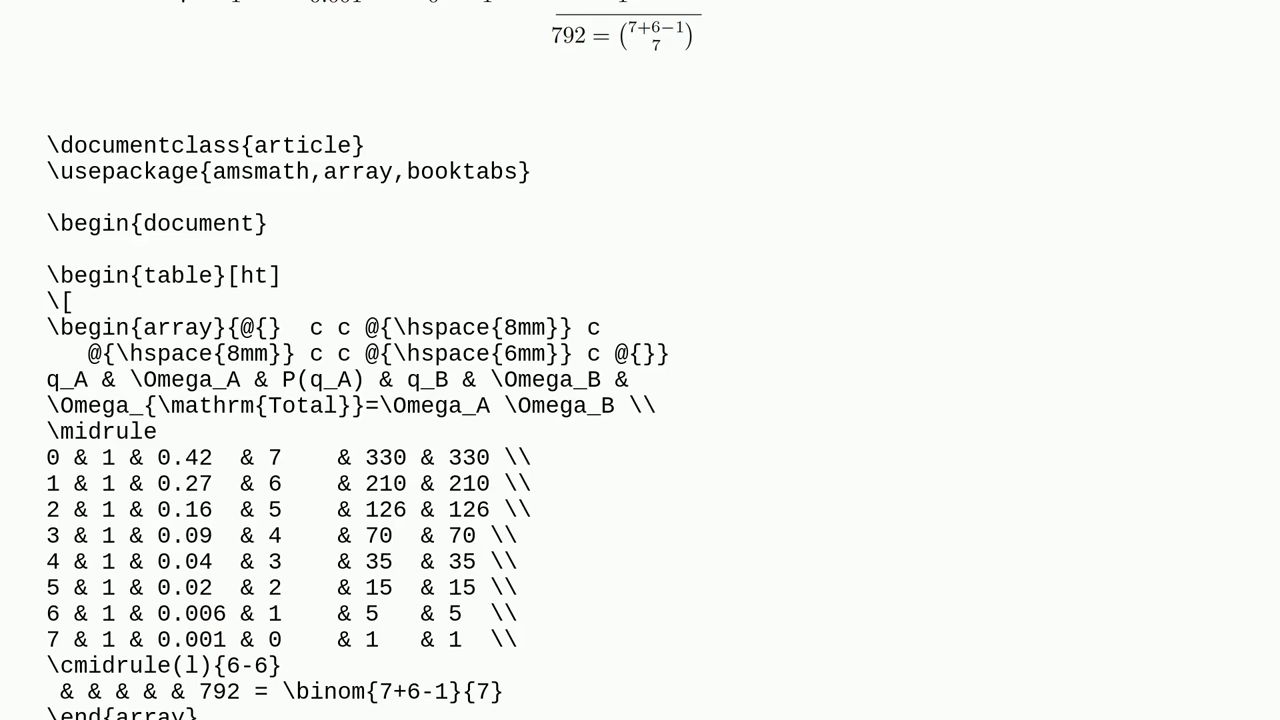 792 = (7+6−1
7)
\documentclass{article}
\usepackage{amsmath,array,booktabs}
\begin{document}
\begin{table}[ht]
\[
\begin{array}{@{}  c c @{\hspace{8mm}} c
   @{\hspace{8mm}} c c @{\hspace{6mm}} c @{}}
q_A & \Omega_A & P(q_A) & q_B & \Omega_B &
\Omega_{\mathrm{Total}}=\Omega_A \Omega_B \\
\midrule
0 & 1 & 0.42  & 7    & 330 & 330 \\
1 & 1 & 0.27  & 6    & 210 & 210 \\
2 & 1 & 0.16  & 5    & 126 & 126 \\
3 & 1 & 0.09  & 4    & 70  & 70 \\
4 & 1 & 0.04  & 3    & 35  & 35 \\
5 & 1 & 0.02  & 2    & 15  & 15 \\
6 & 1 & 0.006 & 1    & 5   & 5  \\
7 & 1 & 0.001 & 0    & 1   & 1  \\
\cmidrule(l){6-6}
 & & & & & 792 = \binom{7+6-1}{7}
\end{array}